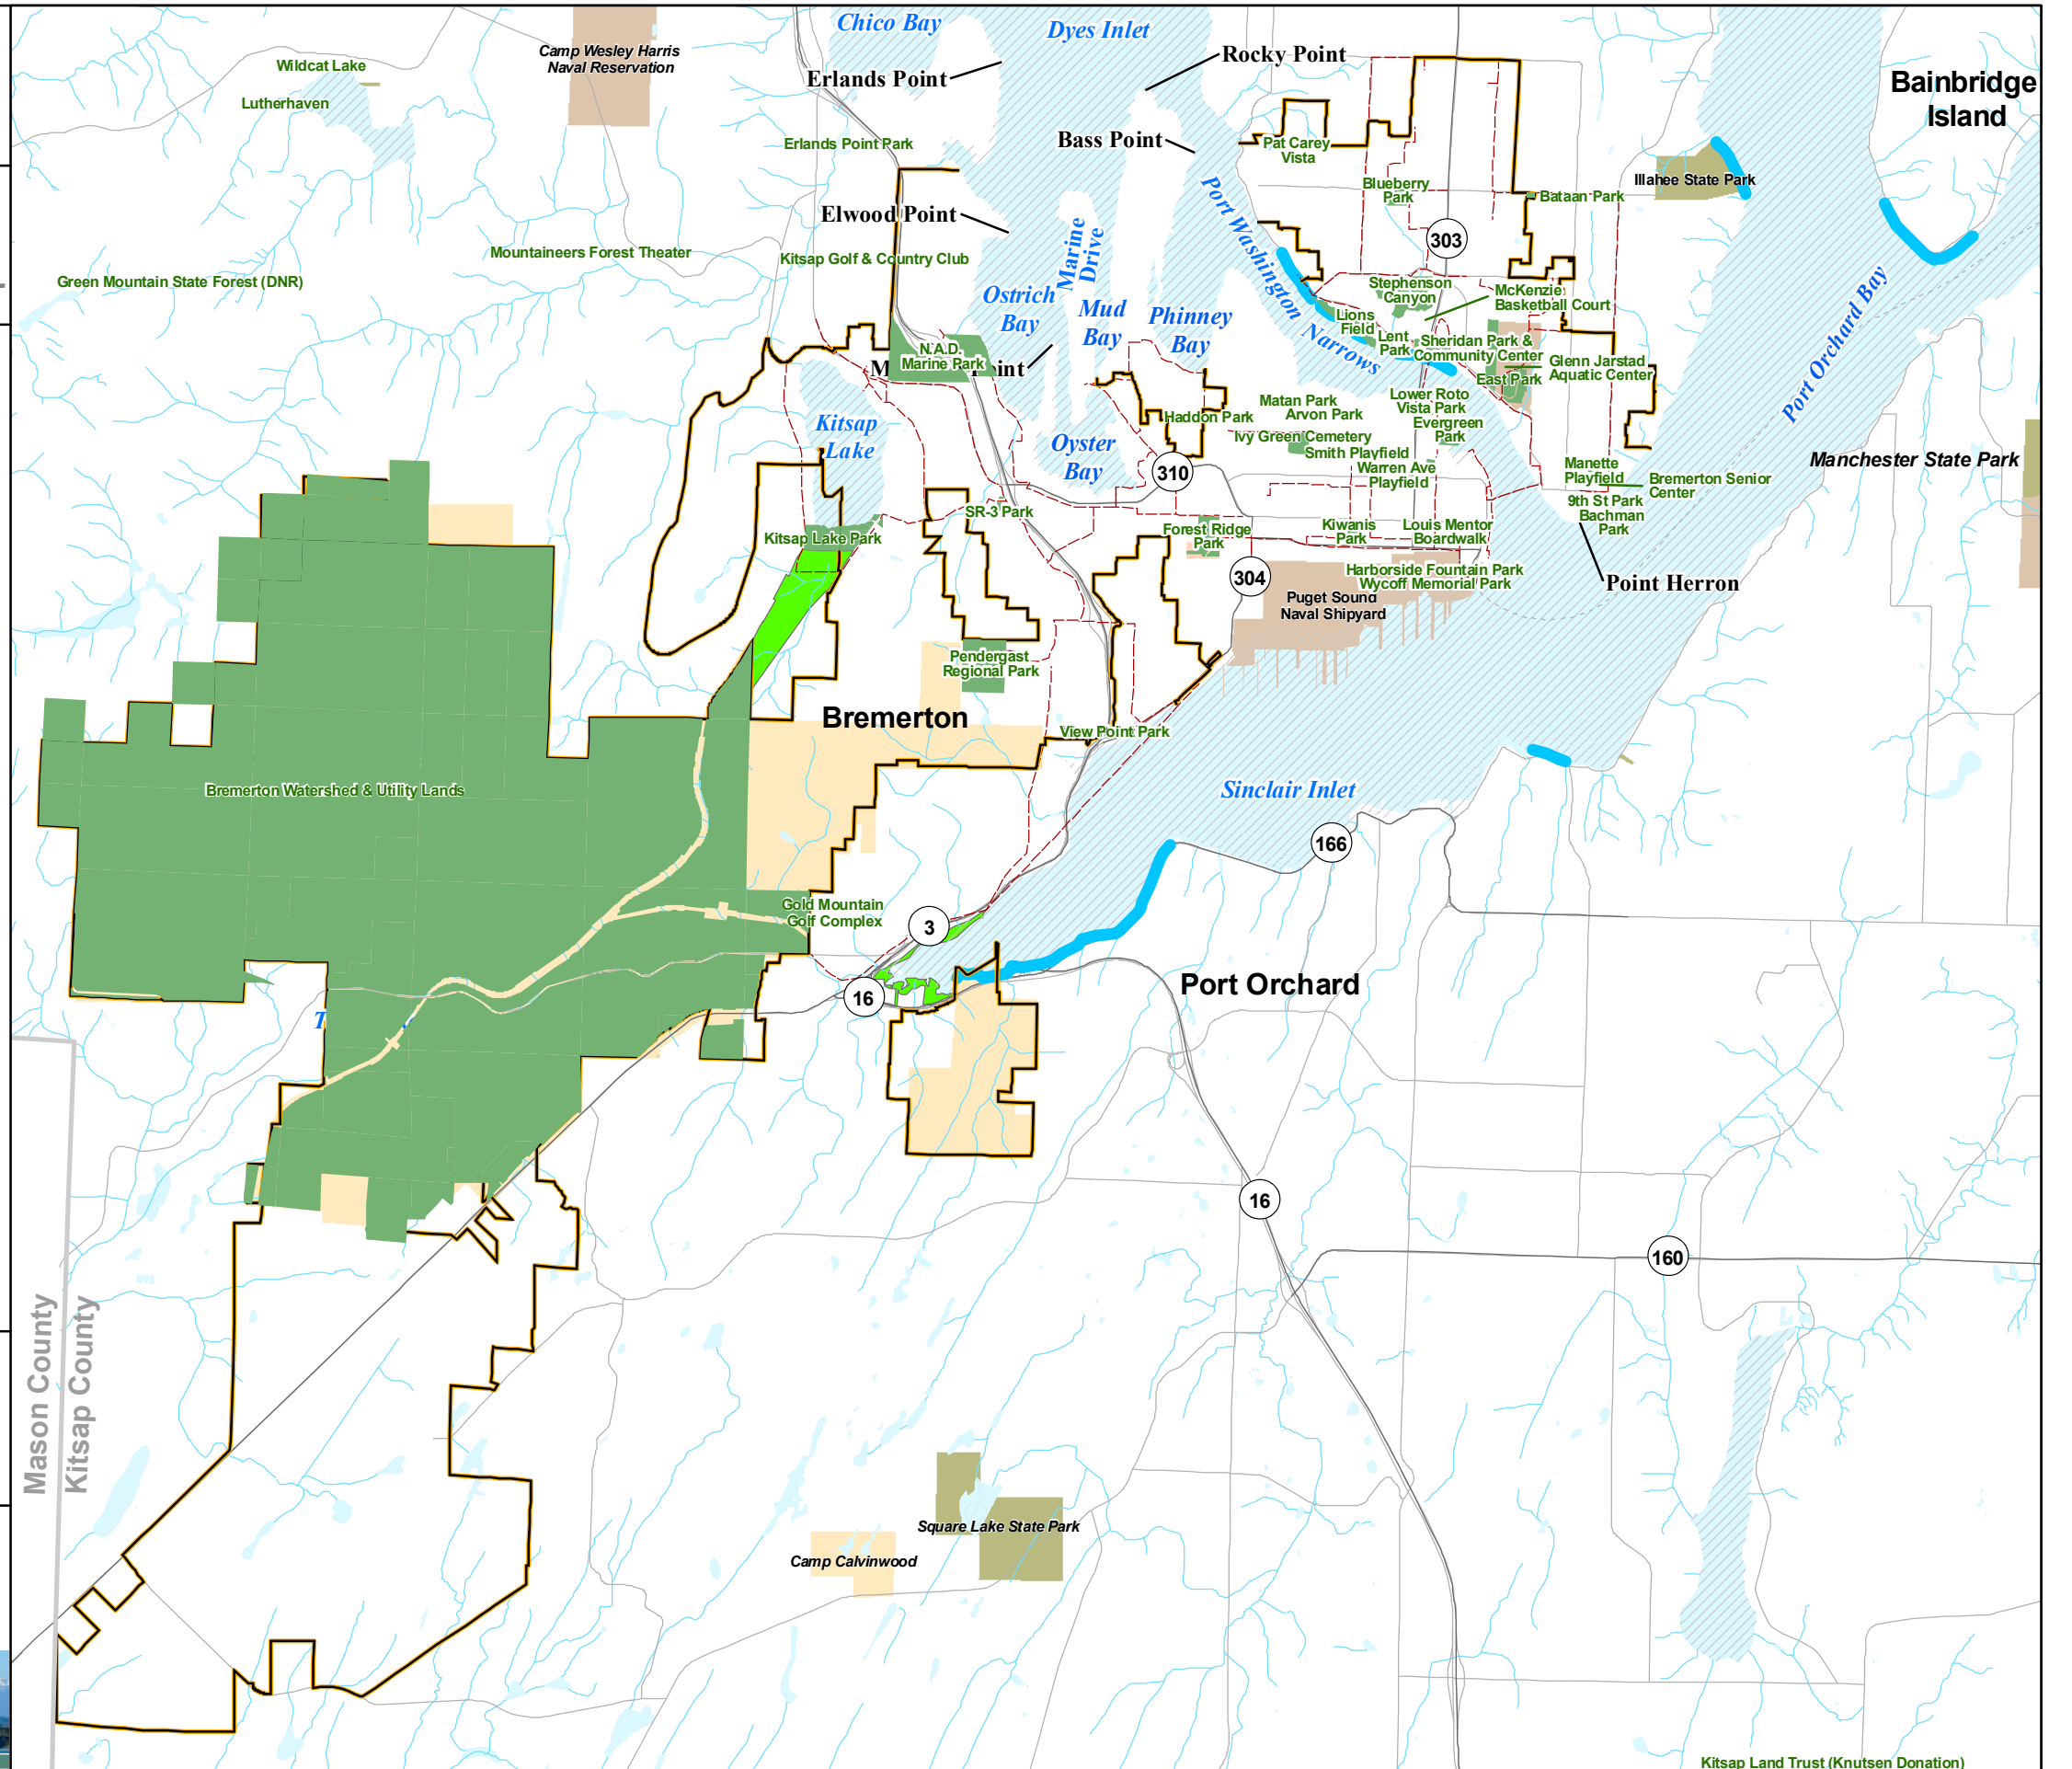 Chico Bay
Dyes Inlet
Camp Wesley Harris
Naval Reservation
Rocky Point
Wildcat Lake
Erlands Point
Bainbridge
Island
Lutherhaven
Erlands Point Park
Bass Point
Pat Carey
Vista
Illahee State Park
Blueberry
Park
Bataan Park
Elwood Point
Port Washington Narrows
303
Marine
Drive
Mountaineers Forest Theater
Kitsap Golf & Country Club
Green Mountain State Forest (DNR)
Ostrich
Bay
Mud
Bay
Phinney
Bay
Stephenson
Canyon
McKenzie
Basketball Court
Port Orchard Bay
Lions
Field
Lent
Park
Sheridan Park &
Community Center
N.A.D.
Marine Park
M
oint
Glenn Jarstad
Aquatic Center
East Park
Kitsap
Lake
Oyster
Bay
Haddon Park
Matan Park
Arvon Park
Lower Roto
Vista Park
Evergreen
Park
Ivy Green Cemetery
Smith Playfield
Warren Ave
Playfield
310
Manette
Playfield
Bremerton Senior
Center
Manchester State Park
9th St Park
Bachman
Park
SR-3 Park
Kitsap Lake Park
Forest Ridge
Park
Kiwanis
Park
Louis Mentor
Boardwalk
304
Harborside Fountain Park
Wycoff Memorial Park
Puget Sound
Naval Shipyard
Point Herron
Pendergast
Regional Park
Bremerton
View Point Park
Bremerton Watershed & Utility Lands
Sinclair Inlet
166
Gold Mountain
Golf Complex
3
16
Port Orchard
T
16
160
Mason County
Kitsap County
Square Lake State Park
Camp Calvinwood
Kitsap Land Trust (Knutsen Donation)